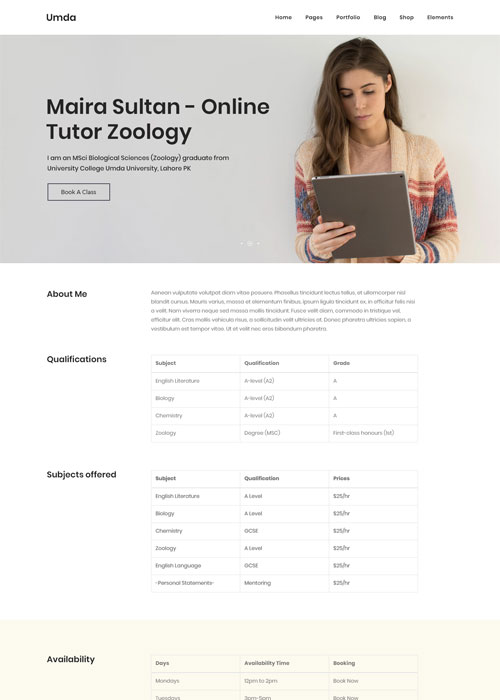 Umda
Home Pages Portfolio Blog Shop Elements
Maira Sultan - Online
Tutor Zoology
I am an MSci Biological Sciences (Zoology) graduate from
University College Umda University, Lahore PK
Book A Class
About Me
Aenean vulputate volutpat diam vitae posuere. Phasellus tincidunt lectus tellus, et ullamcorper nisl
blandit cursus. Mauris varius, massa et elementum finibus, ipsum ligula tincidunt ex, in efficitur felis nisi
a velit. Nam viverra neque sed massa mollis tincidunt. Fusce velit diam, commodo in tristique vel,
efficitur elit. Cras mollis vehicula risus, a sollicitudin velit ultricies at. Donec pharetra ultricies sapien, a
vestibulum est tempor vitae. Ut et velit nec eros bibendum pharetra.
Qualifications
Subject Qualification Grade
English Literature A-level (A2) A
Biology A-level (A2) A
Chemistry A-level (A2) A
Zoology Degree (MSC) First-class honours (1st)
Subjects offered
Subject Qualification Prices
English Literature A Level $25/hr
Biology A Level $25/hr
Chemistry GCSE $25/hr
Zoology A Level $25/hr
English Language GCSE $25/hr
-Personal Statements- Mentoring $25/hr
Availability
Days Availability Time Booking
Mondays 12pm to 2pm Book Now
Tuesdays 3pm-5pm Book Now